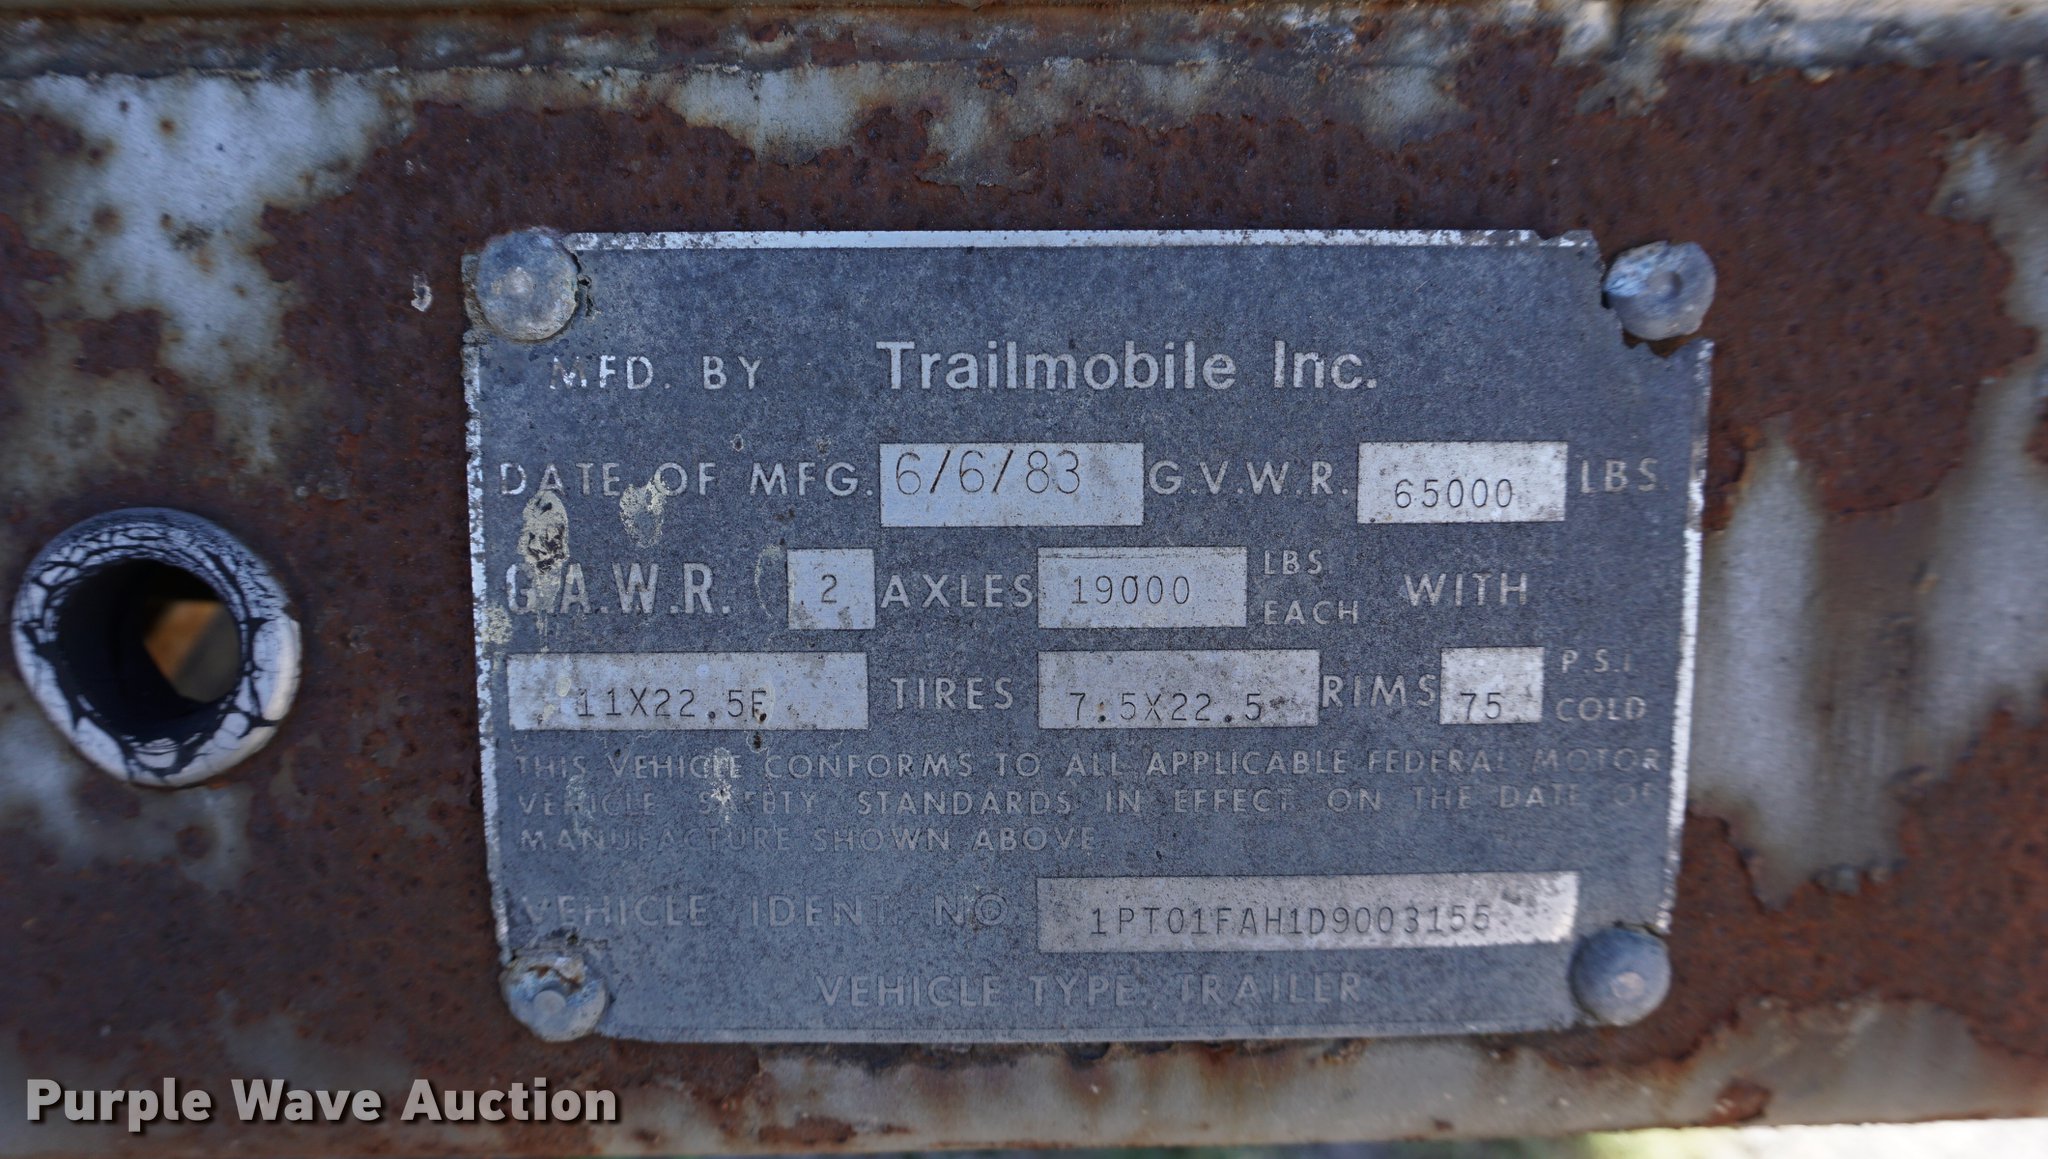 MFD. BY Trailmobile Inc.
DATE OF MFG. 6/6/83 G.V.W.R. 65000 LBS
G.A.W.R. 2 AXLES 19000 LBS. EACH WITH
11X22.5F TIRES 7.5X22.5 RIMS 75 P.S.I. COLD
THIS VEHICLE CONFORMS TO ALL APPLICABLE FEDERAL MOTOR
VEHICLE SAFETY STANDARDS IN EFFECT ON THE DATE OF
MANUFACTURE SHOWN ABOVE
VEHICLE IDENT NO 1PT01FAH1D9003155
VEHICLE TYPE TRAILER
Purple Wave Auction